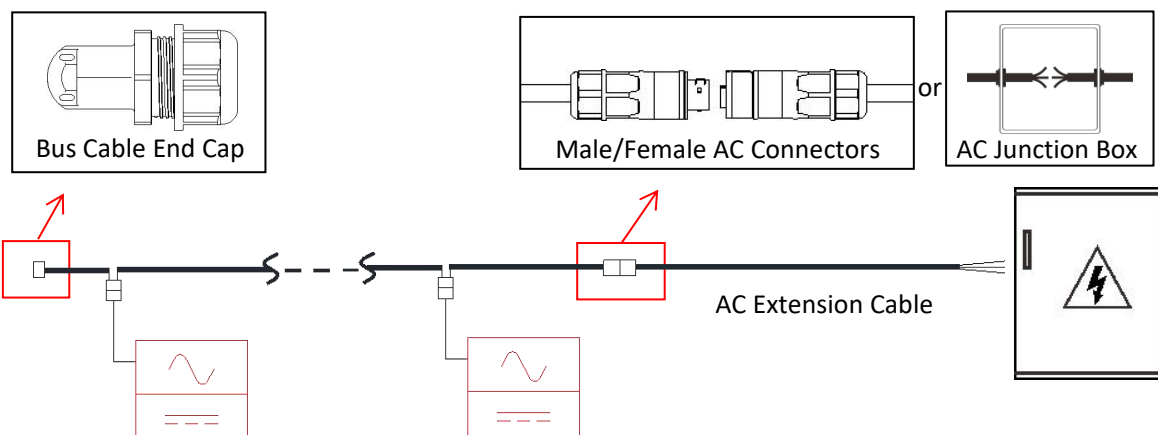 Bus Cable End Cap
Male/Female AC Connectors
or
AC Junction Box
AC Extension Cable